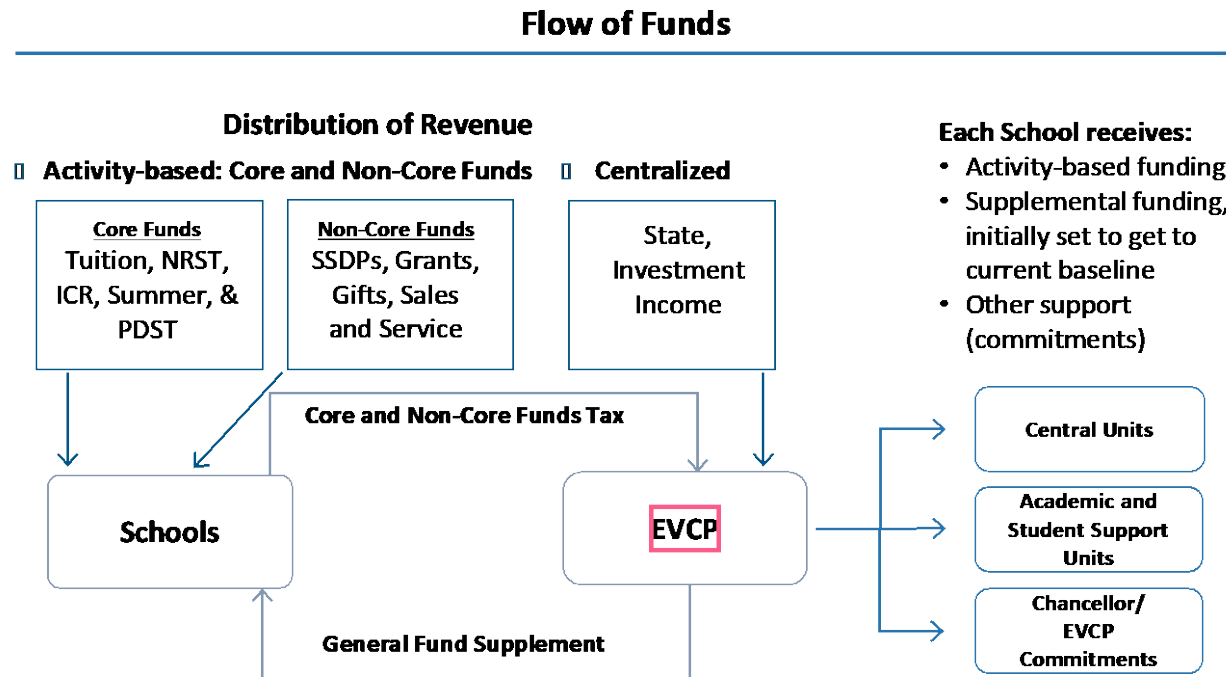 Flow of Funds
Distribution of Revenue
Activity-based: Core and Non-Core Funds
Centralized
Core Funds
Tuition, NRST,
ICR, Summer, &
PDST
Non-Core Funds
SSDPs, Grants,
Gifts, Sales
and Service
State,
Investment
Income
Each School receives:
• Activity-based funding
• Supplemental funding,
initially set to get to
current baseline
• Other support
(commitments)
Core and Non-Core Funds Tax
Schools
EVCP
General Fund Supplement
Central Units
Academic and
Student Support
Units
Chancellor/
EVCP
Commitments